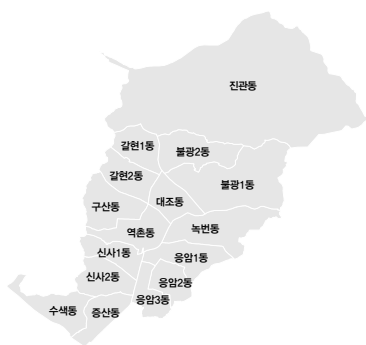 진관동
갈현1동
불광2동
갈현2동
불광1동
구산동
대조동
역촌동
녹번동
신사1동
응암1동
신사2동
응암2동
응암3동
수색동
증산동